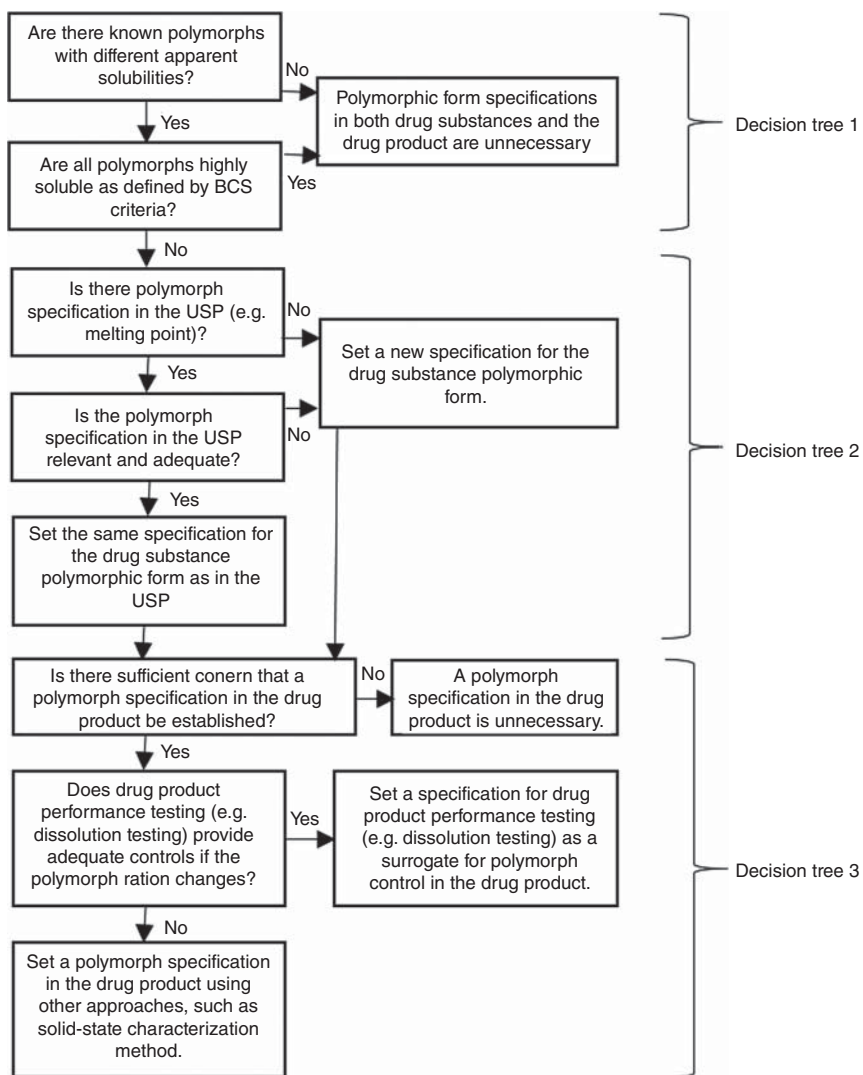 Are there known polymorphs
with different apparent
solubilities?
No
Polymorphic form specifications
in both drug substances and the
drug product are unnecessary
Decision tree 1
Yes
Are all polymorphs highly
soluble as defined by BCS
criteria?
Yes
No
Is there polymorph
specification in the USP (e.g.
melting point)?
No
Set a new specification for the
drug substance polymorphic
form.
Yes
Is the polymorph
specification in the USP
relevant and adequate?
No
Decision tree 2
Yes
Set the same specification for
the drug substance
polymorphic form as in the
USP
Is there sufficient conern that a
polymorph specification in the drug
product be established?
No
A polymorph
specification in the drug
product is unnecessary.
Yes
Does drug product
performance testing (e.g.
dissolution testing) provide
adequate controls if the
polymorph ration changes?
Yes
Set a specification for drug
product performance testing
(e.g. dissolution testing) as a
surrogate for polymorph
control in the drug product.
Decision tree 3
No
Set a polymorph specification
in the drug product using
other approaches, such as
solid-state characterization
method.